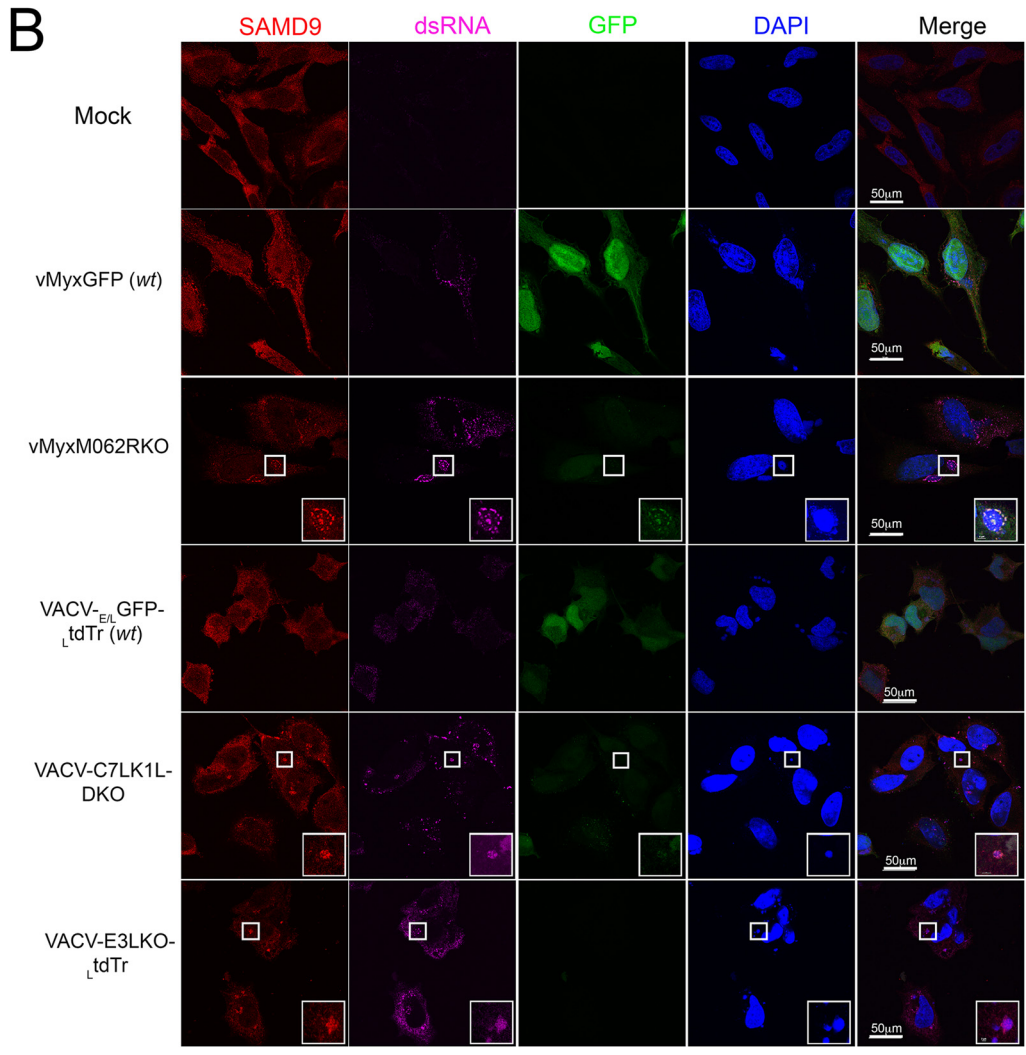 B
SAMD9 dsRNA GFP DAPI Merge
Mock
50μm
vMyxGFP (wt)
50μm
vMyxM062RKO
50μm
VACV-E/LGFP-
LtdTr (wt)
50μm
VACV-C7LK1L-
DKO
50μm
VACV-E3LKO-
LtdTr
50μm